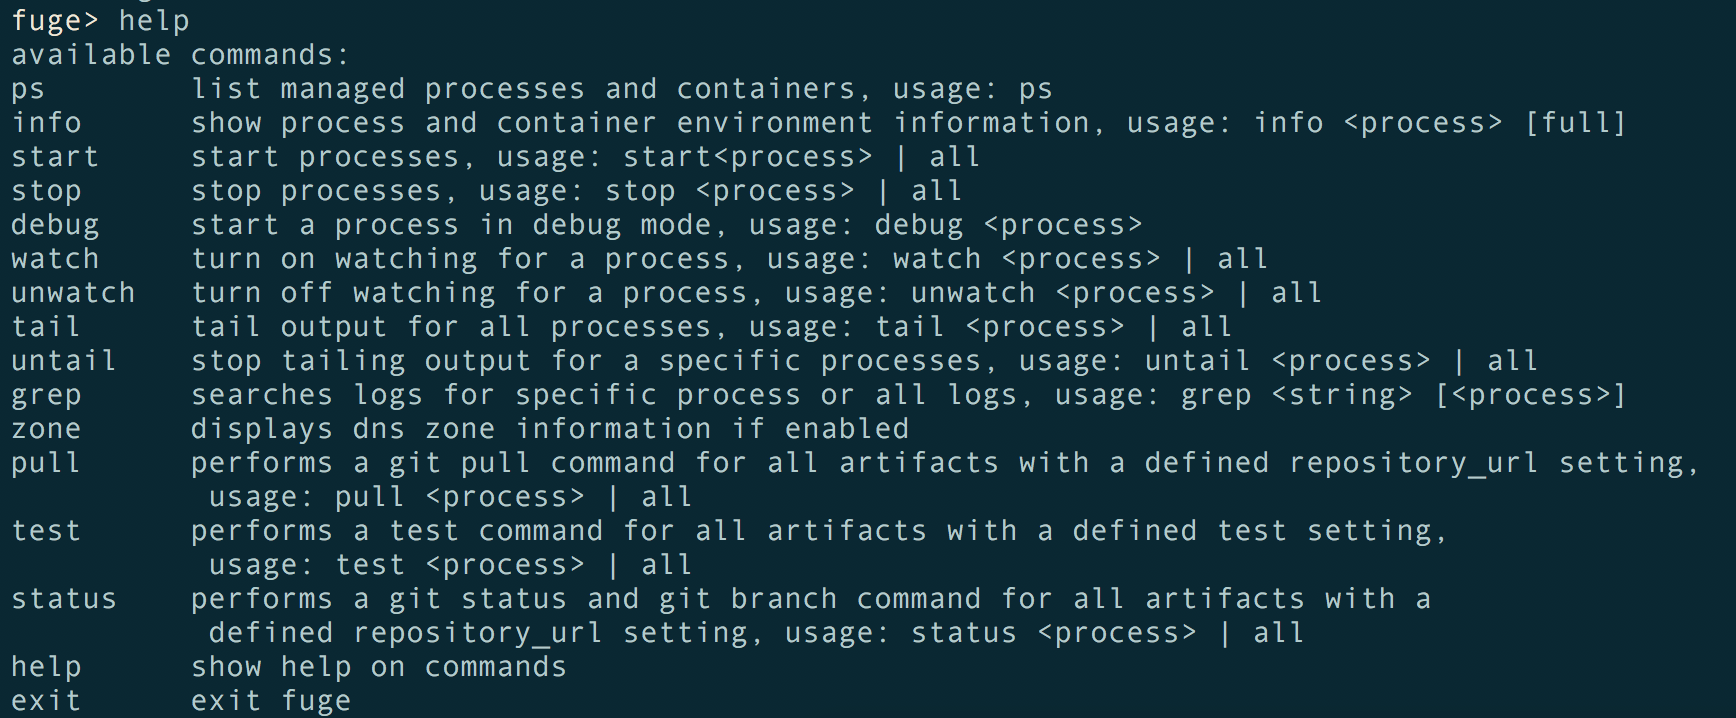 fuge> help
available commands:
ps        list managed processes and containers, usage: ps
info      show process and container environment information, usage: info <process> [full]
start     start processes, usage: start<process> | all
stop      stop processes, usage: stop <process> | all
debug     start a process in debug mode, usage: debug <process>
watch     turn on watching for a process, usage: watch <process> | all
unwatch   turn off watching for a process, usage: unwatch <process> | all
tail      tail output for all processes, usage: tail <process> | all
untail    stop tailing output for a specific processes, usage: untail <process> | all
grep      searches logs for specific process or all logs, usage: grep <string> [<process>]
zone      displays dns zone information if enabled
pull      performs a git pull command for all artifacts with a defined repository_url setting,
           usage: pull <process> | all
test      performs a test command for all artifacts with a defined test setting,
           usage: test <process> | all
status    performs a git status and git branch command for all artifacts with a
           defined repository_url setting, usage: status <process> | all
help      show help on commands
exit      exit fuge